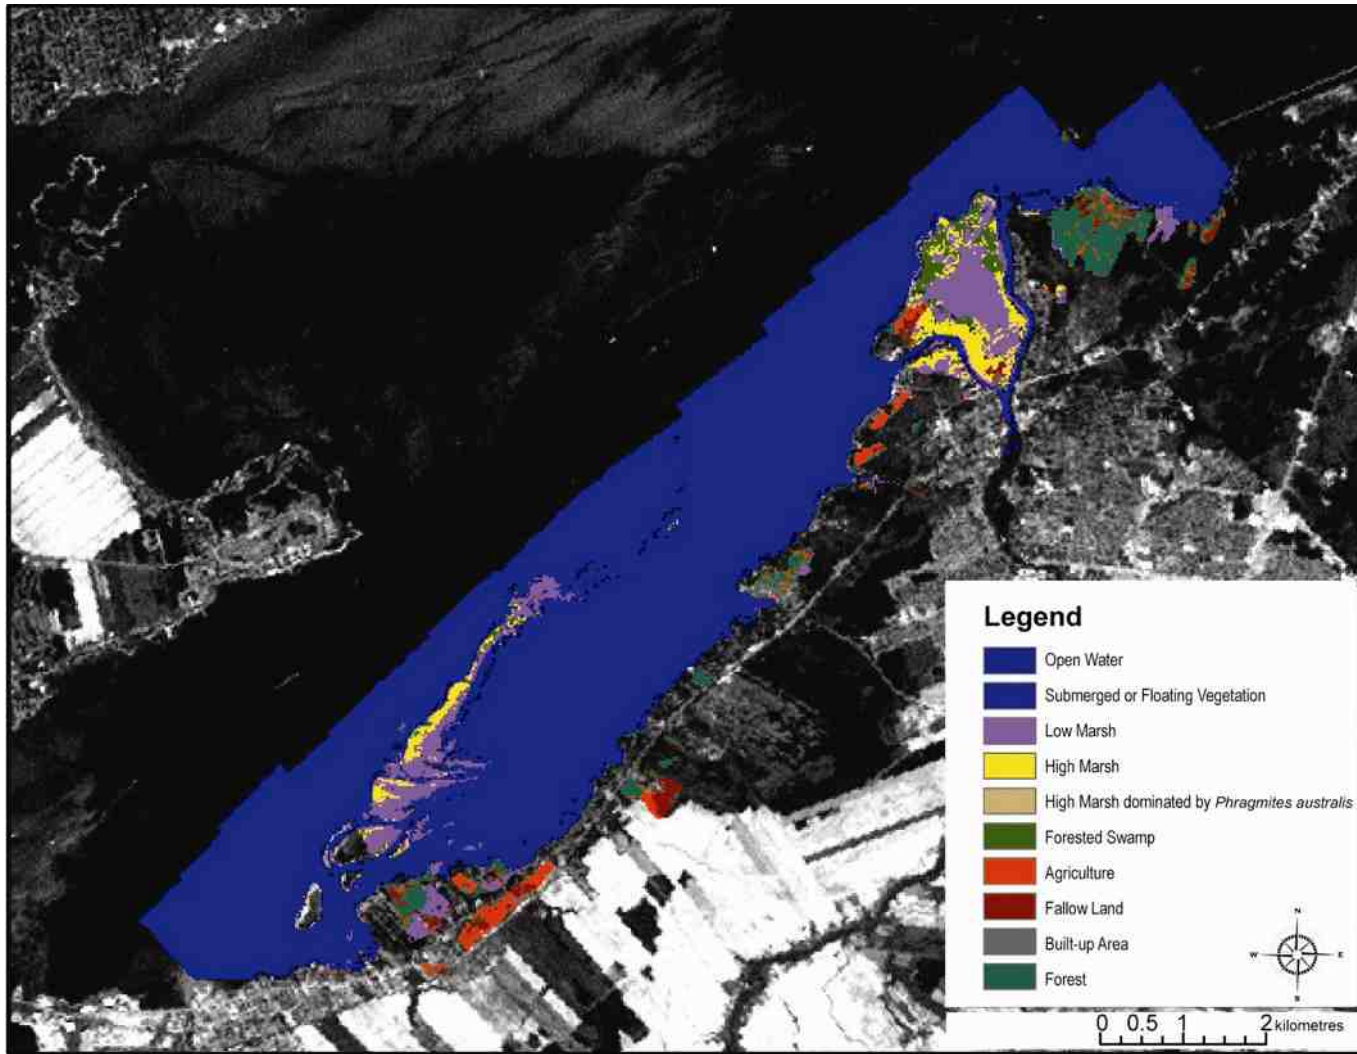 Legend
Open Water
Submerged or Floating Vegetation
Low Marsh
High Marsh
High Marsh dominated by Phragmites australis
Forested Swamp
Agriculture
Fallow Land
Built-up Area
Forest
N
W E
S
0 0.5 1 2 kilometres